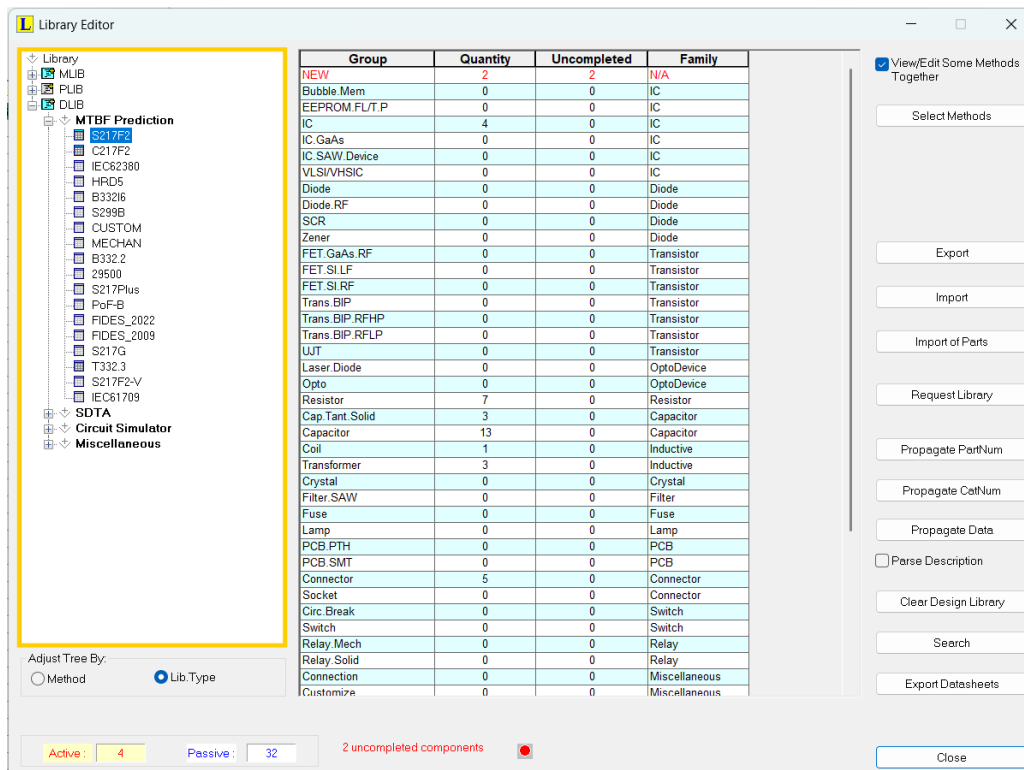 L Library Editor
Library
MLIB
PLIB
DLIB
MTBF Prediction
S217F2
C217F2
IEC62380
HRD5
B332I6
S299B
CUSTOM
MECHAN
B332.2
29500
S217Plus
PoF-B
FIDES_2022
FIDES_2009
S217G
T332.3
S217F2-V
IEC61709
SDTA
Circuit Simulator
Miscellaneous
Adjust Tree By:
Method Lib.Type
Group Quantity Uncompleted Family
NEW 2 2 N/A
Bubble.Mem 0 0 IC
EEPROM.FL/T.P 0 0 IC
IC 4 0 IC
IC.GaAs 0 0 IC
IC.SAW.Device 0 0 IC
VLSI/VHSIC 0 0 IC
Diode 0 0 Diode
Diode.RF 0 0 Diode
SCR 0 0 Diode
Zener 0 0 Diode
FET.GaAs.RF 0 0 Transistor
FET.SI.LF 0 0 Transistor
FET.SI.RF 0 0 Transistor
Trans.BIP 0 0 Transistor
Trans.BIP.RFHP 0 0 Transistor
Trans.BIP.RFLP 0 0 Transistor
UJT 0 0 Transistor
Laser.Diode 0 0 OptoDevice
Opto 0 0 OptoDevice
Resistor 7 0 Resistor
Cap.Tant.Solid 3 0 Capacitor
Capacitor 13 0 Capacitor
Coil 1 0 Inductive
Transformer 3 0 Inductive
Crystal 0 0 Crystal
Filter.SAW 0 0 Filter
Fuse 0 0 Fuse
Lamp 0 0 Lamp
PCB.PTH 0 0 PCB
PCB.SMT 0 0 PCB
Connector 5 0 Connector
Socket 0 0 Connector
Circ.Break 0 0 Switch
Switch 0 0 Switch
Relay.Mech 0 0 Relay
Relay.Solid 0 0 Relay
Connection 0 0 Miscellaneous
Customize 0 0 Miscellaneous
View/Edit Some Methods
Together
Select Methods
Export
Import
Import of Parts
Request Library
Propagate PartNum
Propagate CatNum
Propagate Data
Parse Description
Clear Design Library
Search
Export Datasheets
Active : 4 Passive : 32 2 uncompleted components
Close